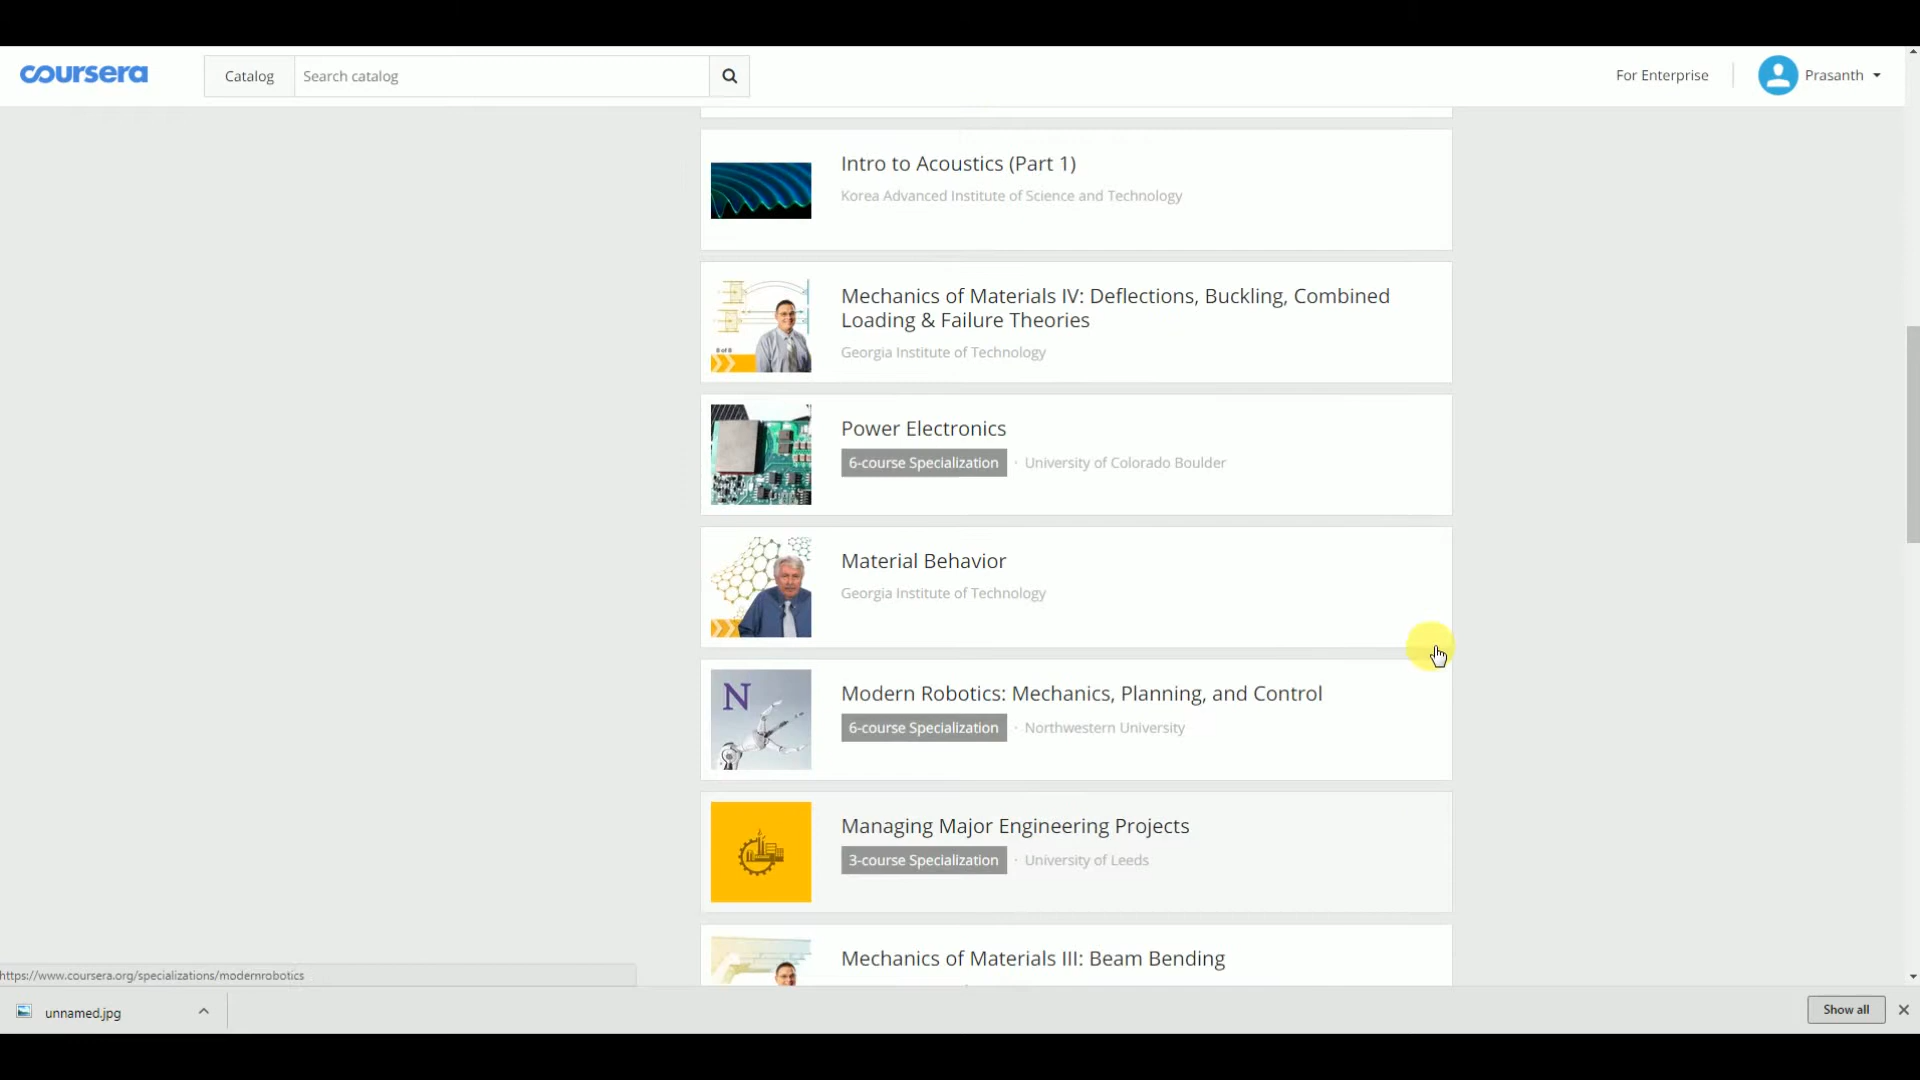 coursera
Catalog
Search catalog
For Enterprise
Prasanth
Intro to Acoustics (Part 1)
Korea Advanced Institute of Science and Technology
Mechanics of Materials IV: Deflections, Buckling, Combined
Loading & Failure Theories
Georgia Institute of Technology
8 of 8
Power Electronics
6-course Specialization · University of Colorado Boulder
Material Behavior
Georgia Institute of Technology
N
Modern Robotics: Mechanics, Planning, and Control
6-course Specialization · Northwestern University
Managing Major Engineering Projects
3-course Specialization · University of Leeds
Mechanics of Materials III: Beam Bending
https://www.coursera.org/specializations/modernrobotics
unnamed.jpg
Show all